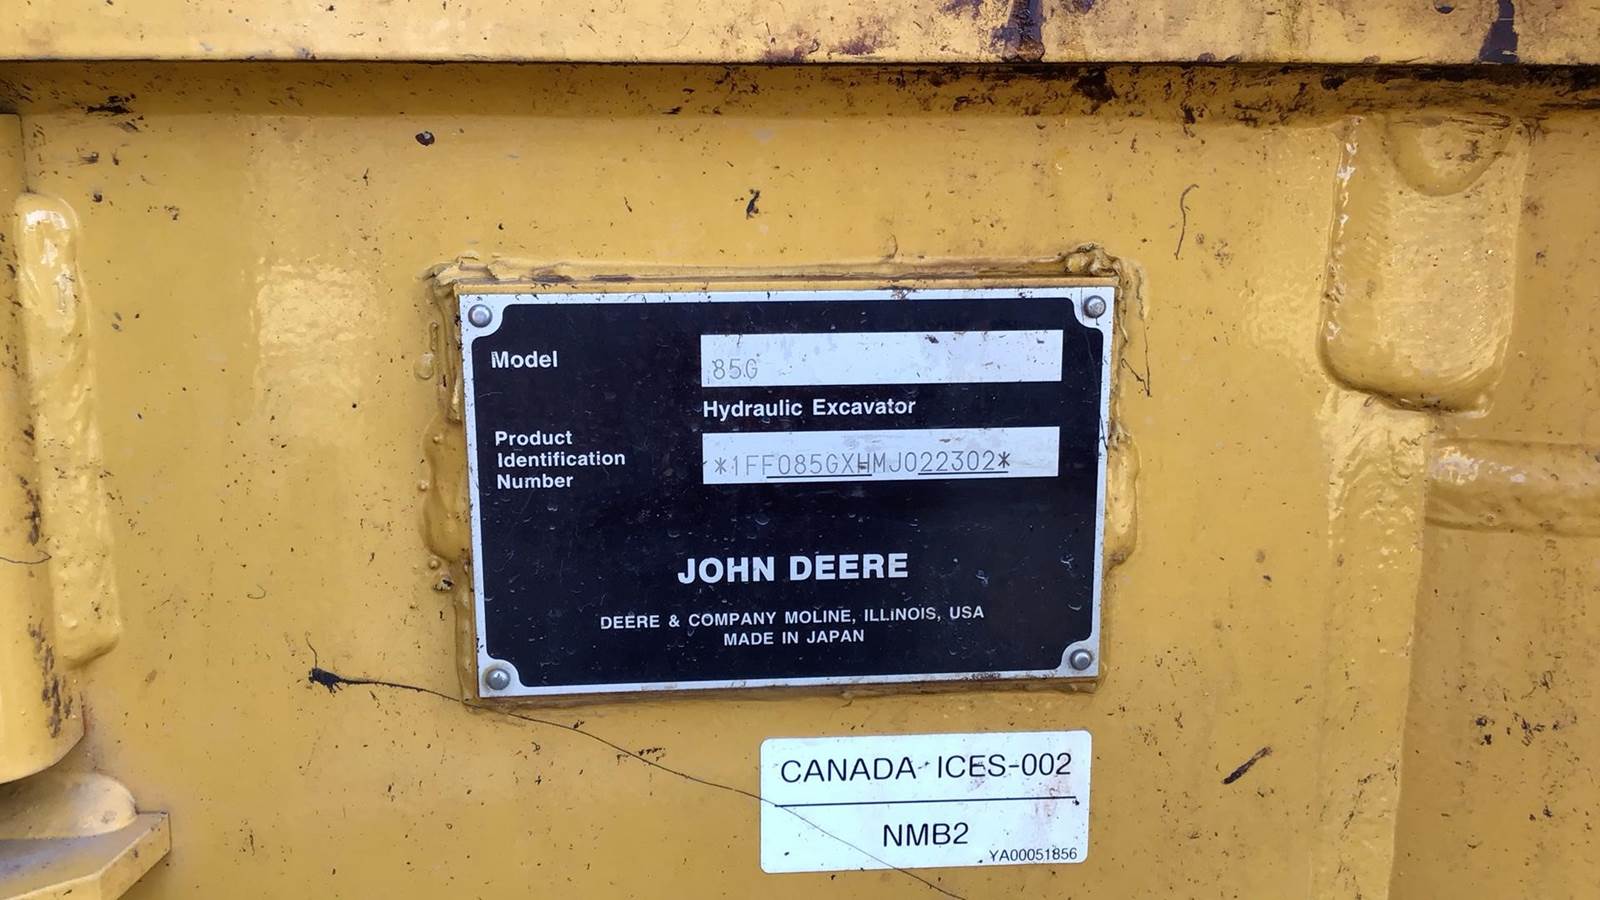 Model
85G
Hydraulic Excavator
Product
Identification
Number
*1FF085GXHMJ022302*
JOHN DEERE
DEERE & COMPANY MOLINE, ILLINOIS, USA
MADE IN JAPAN
CANADA ICES-002
NMB2
YA00051856